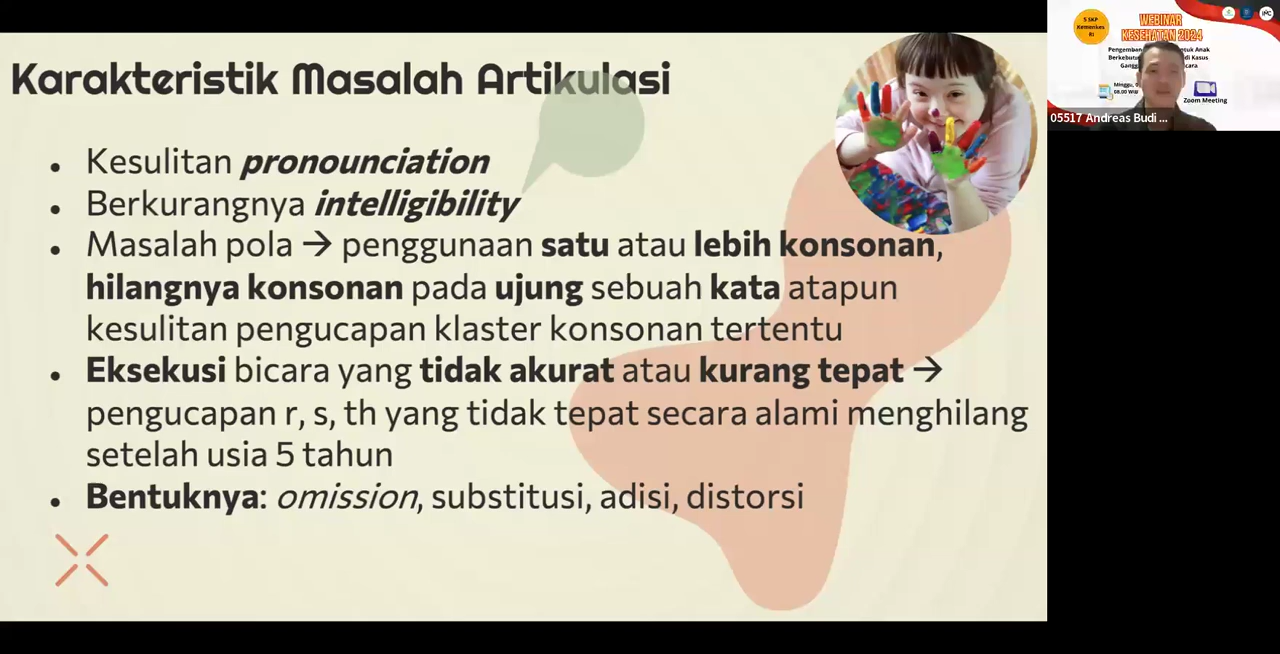 Karakteristik Masalah Artikulasi
• Kesulitan pronounciation
• Berkurangnya intelligibility
• Masalah pola → penggunaan satu atau lebih konsonan,
hilangnya konsonan pada ujung sebuah kata atapun
kesulitan pengucapan klaster konsonan tertentu
• Eksekusi bicara yang tidak akurat atau kurang tepat →
pengucapan r, s, th yang tidak tepat secara alami menghilang
setelah usia 5 tahun
• Bentuknya: omission, substitusi, adisi, distorsi
5 SKP
Kemenkes
RI
WEBINAR
KESEHATAN 2024
Minggu,
08.00 WIB
Zoom Meeting
05517 Andreas Budi ...